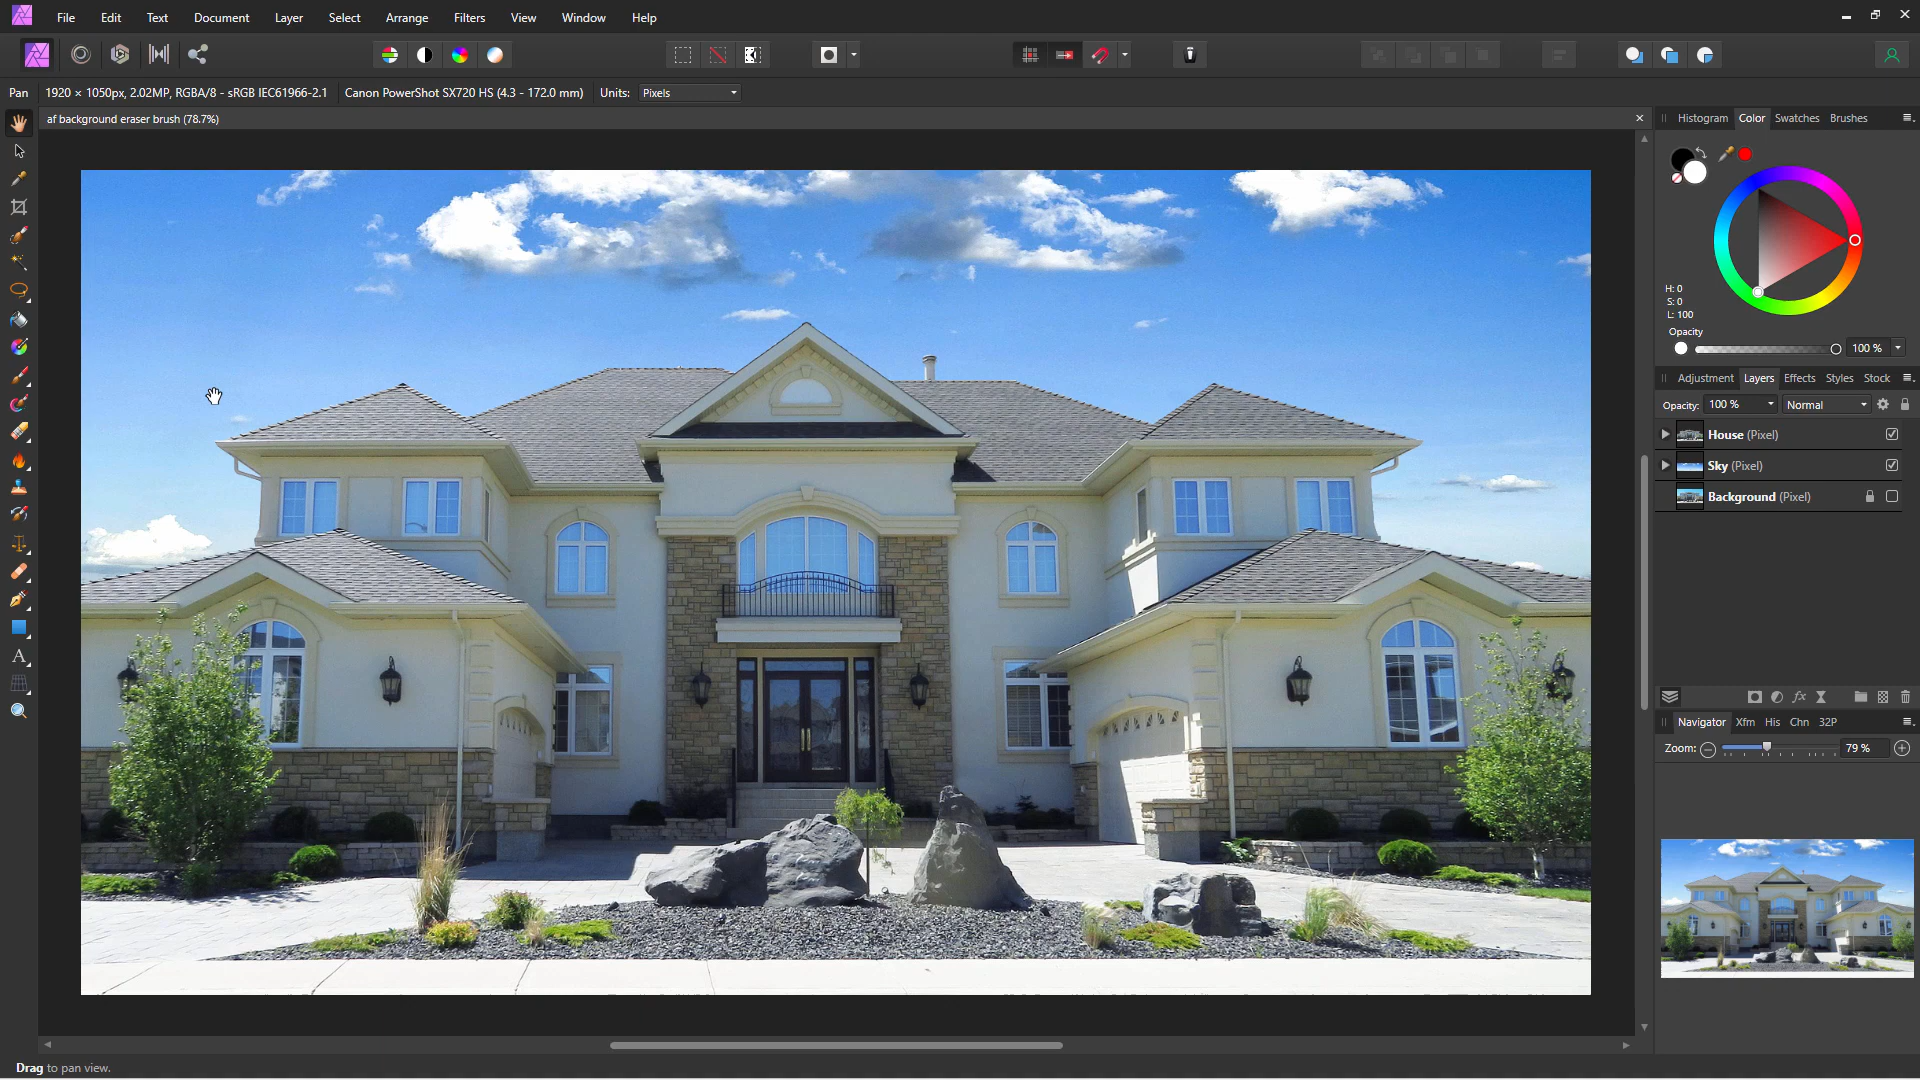 File Edit Text Document Layer Select Arrange Filters View Window Help
Pan 1920 × 1050px, 2.02MP, RGBA/8 - sRGB IEC61966-2.1 Canon PowerShot SX720 HS (4.3 - 172.0 mm) Units: Pixels
af background eraser brush (78.7%)
Histogram Color Swatches Brushes
H: 0
S: 0
L: 100
Opacity
100 %
Adjustment Layers Effects Styles Stock
Opacity: 100 % Normal
House (Pixel)
Sky (Pixel)
Background (Pixel)
A
fx
Navigator Xfm His Chn 32P
Zoom: 79 %
Drag to pan view.